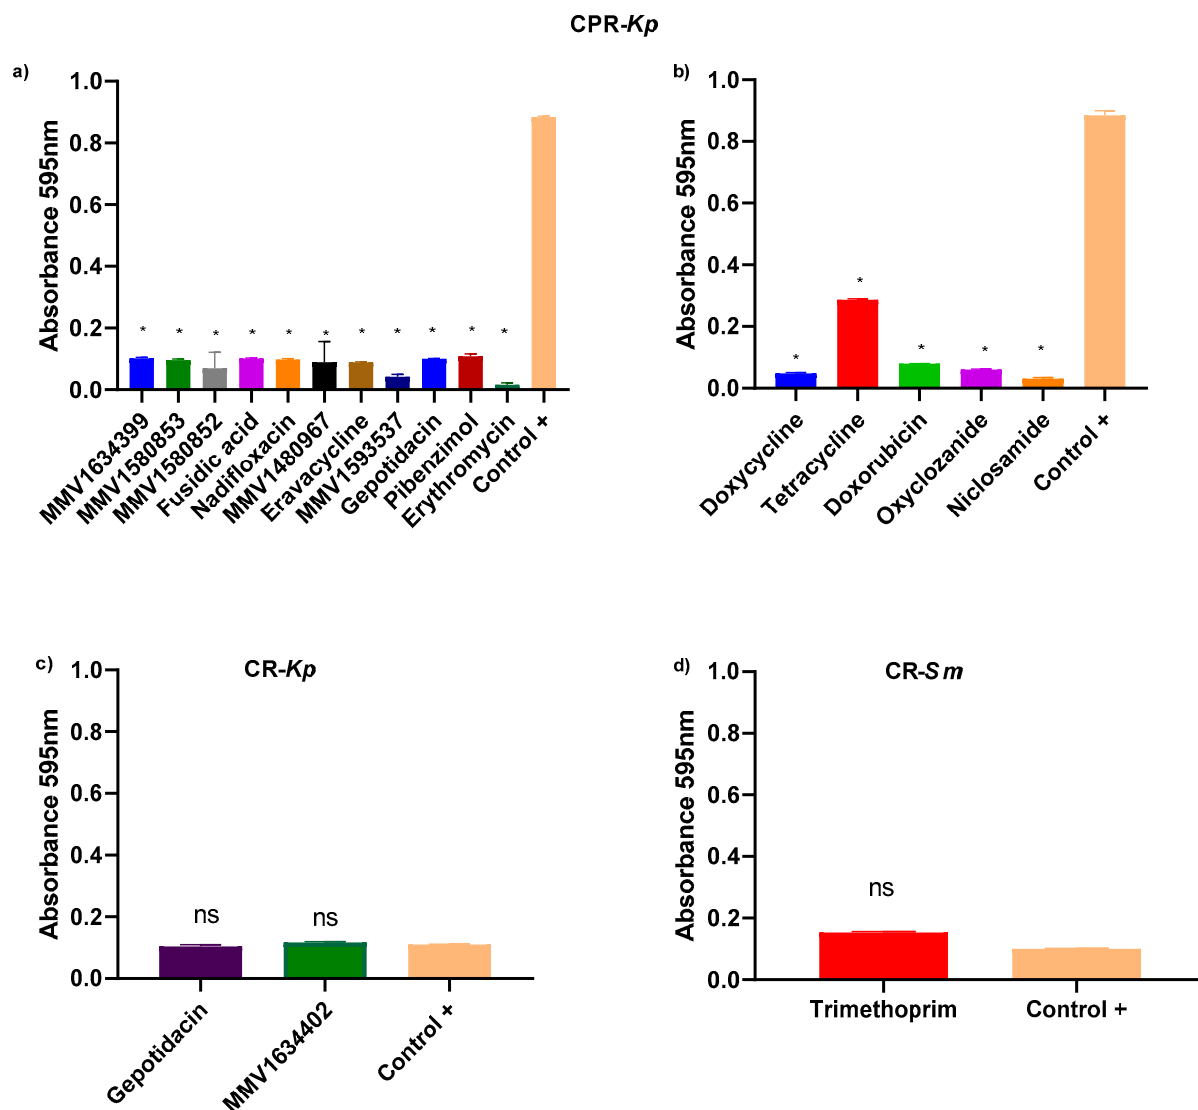 CPR-Kp
a)
Absorbance 595nm
1.0
0.8
0.6
0.4
0.2
0.0
* * * * * * * * * * *
MMV1634399
MMV1580853
MMV1580852
Fusidic acid
Nadifloxacin
MMV1480967
Eravacycline
MMV1593537
Gepotidacin
Pibenzimol
Erythromycin
Control +
b)
Absorbance 595nm
1.0
0.8
0.6
0.4
0.2
0.0
* * * * *
Doxycycline
Tetracycline
Doxorubicin
Oxyclozanide
Niclosamide
Control +
c)
CR-Kp
Absorbance 595nm
1.0
0.8
0.6
0.4
0.2
0.0
ns
ns
Gepotidacin
MMV1634402
Control +
d)
CR-Sm
Absorbance 595nm
1.0
0.8
0.6
0.4
0.2
0.0
ns
Trimethoprim
Control +